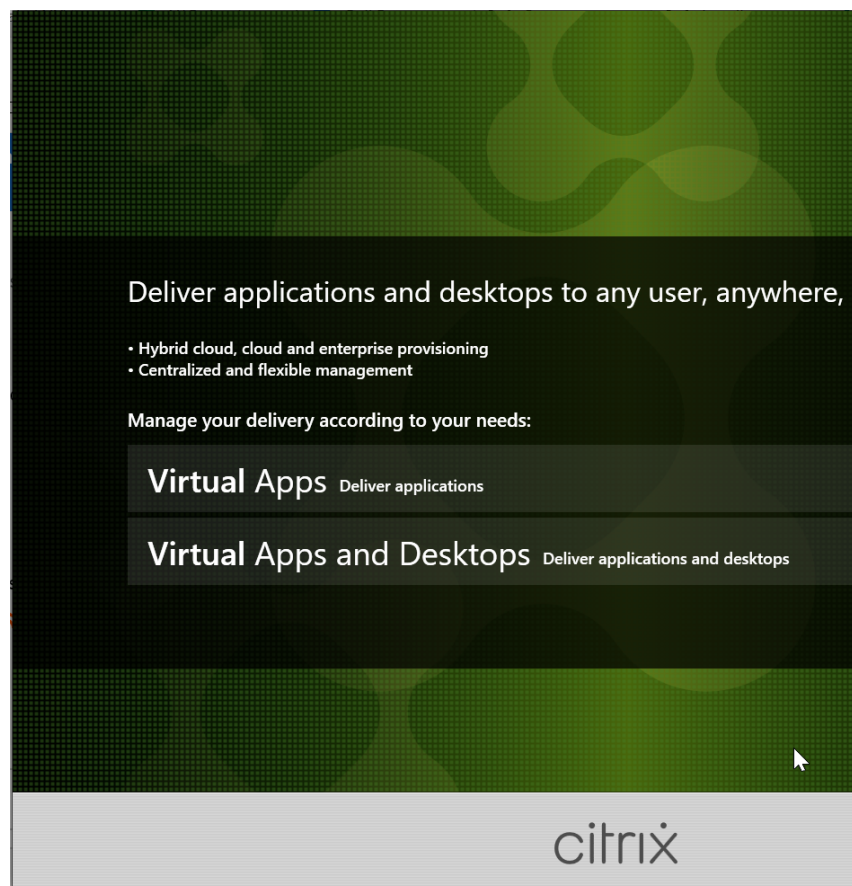 Deliver applications and desktops to any user, anywhere,
• Hybrid cloud, cloud and enterprise provisioning
• Centralized and flexible management
Manage your delivery according to your needs:
Virtual Apps Deliver applications
Virtual Apps and Desktops Deliver applications and desktops
citrix